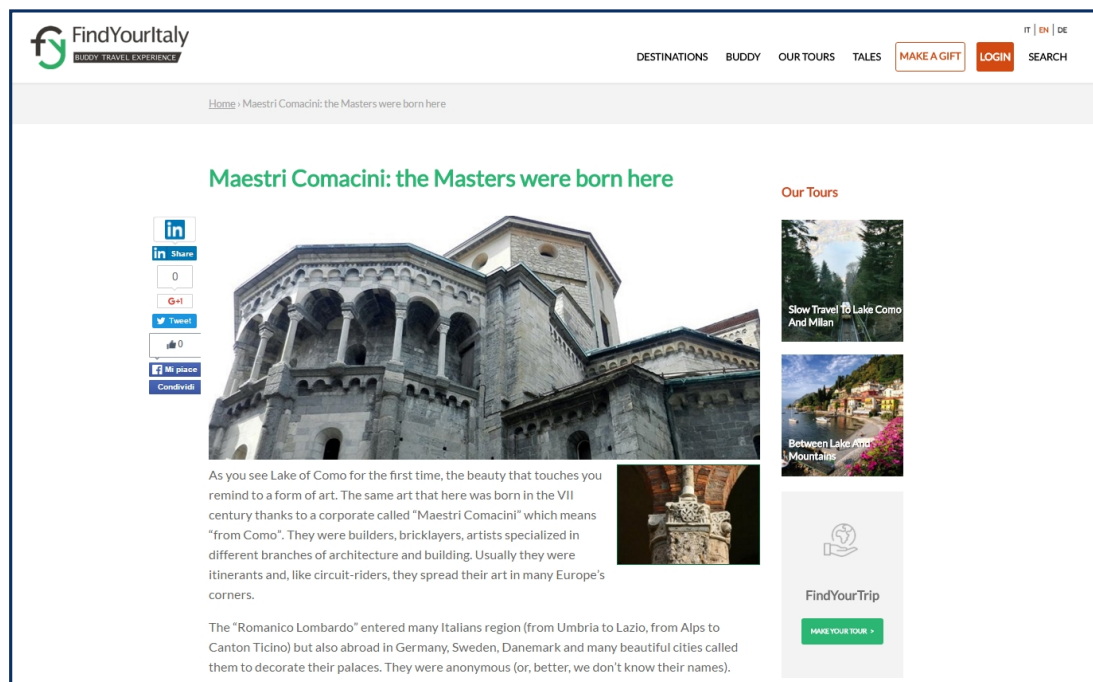 FindYourItaly
BUDDY TRAVEL EXPERIENCE
IT | EN | DE
DESTINATIONS BUDDY OUR TOURS TALES MAKE A GIFT LOGIN SEARCH
Home › Maestri Comacini: the Masters were born here
Maestri Comacini: the Masters were born here
in
in Share
0
G+1
Tweet
0
Mi piace
Condividi
As you see Lake of Como for the first time, the beauty that touches you
remind to a form of art. The same art that here was born in the VII
century thanks to a corporate called “Maestri Comacini” which means
“from Como”. They were builders, bricklayers, artists specialized in
different branches of architecture and building. Usually they were
itinerants and, like circuit-riders, they spread their art in many Europe’s
corners.
The “Romanico Lombardo” entered many Italians region (from Umbria to Lazio, from Alps to
Canton Ticino) but also abroad in Germany, Sweden, Danemark and many beautiful cities called
them to decorate their palaces. They were anonymous (or, better, we don’t know their names).
Our Tours
Slow Travel To Lake Como
And Milan
Between Lake And
Mountains
FindYourTrip
MAKE YOUR TOUR >